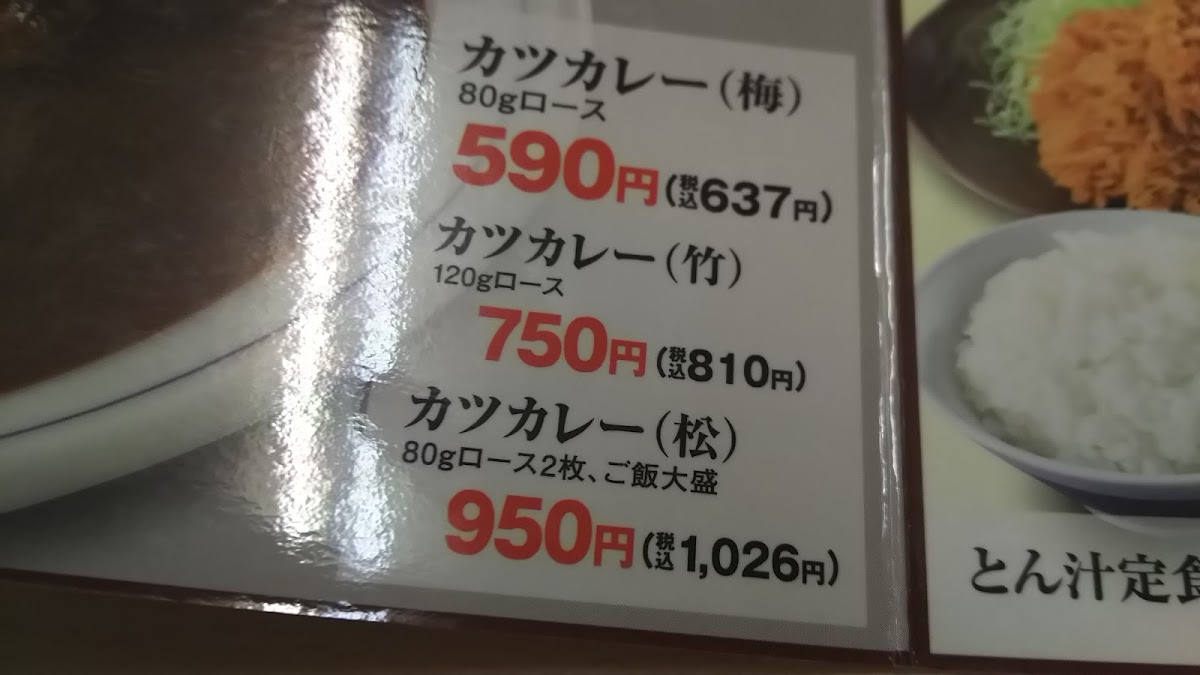 カツカレー(梅)
80gロース
590円(税込637円)
カツカレー(竹)
120gロース
750円(税込810円)
カツカレー(松)
80gロース2枚、ご飯大盛
950円(税込1,026円)
とん汁定食